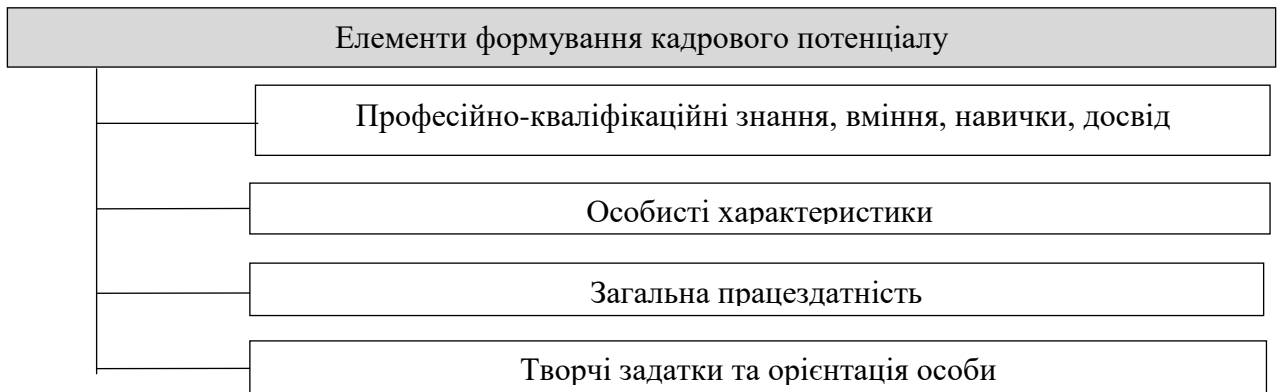 Елементи формування кадрового потенціалу
Професійно-кваліфікаційні знання, вміння, навички, досвід
Особисті характеристики
Загальна працездатність
Творчі задатки та орієнтація особи